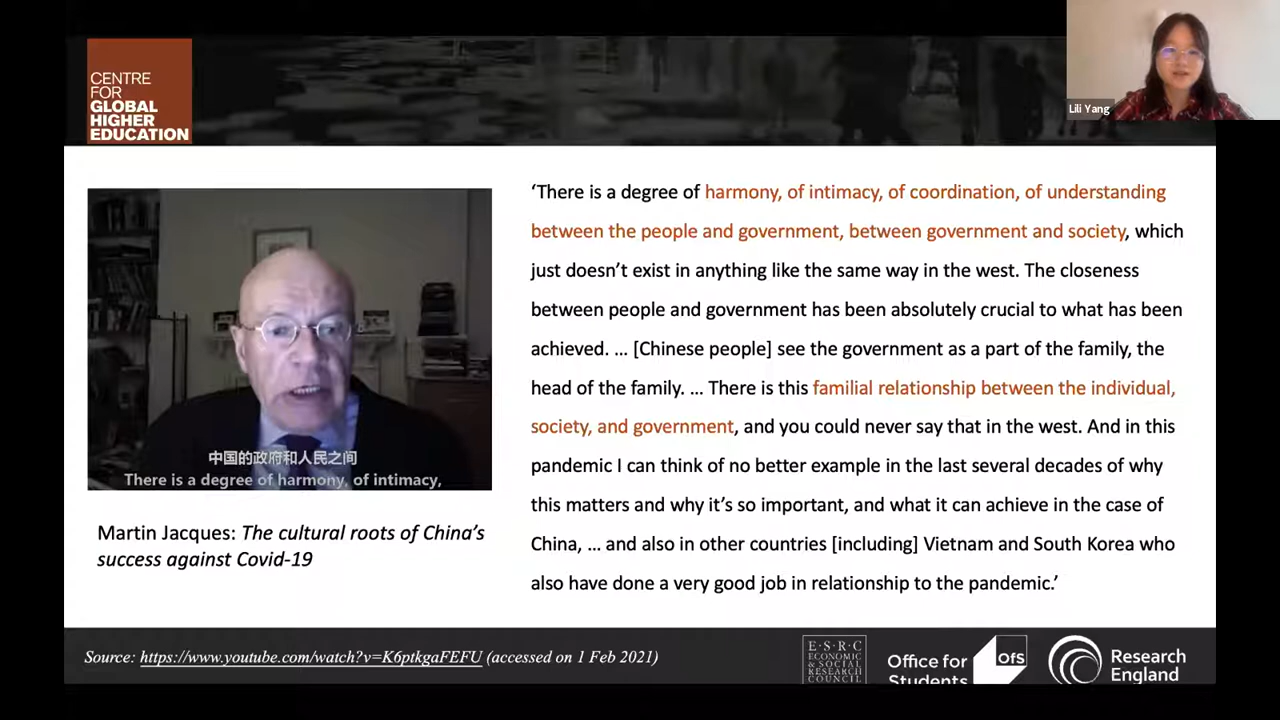 CENTRE
FOR
GLOBAL
HIGHER
EDUCATION
Lili Yang
‘There is a degree of harmony, of intimacy, of coordination, of understanding
between the people and government, between government and society, which
just doesn’t exist in anything like the same way in the west. The closeness
between people and government has been absolutely crucial to what has been
achieved. … [Chinese people] see the government as a part of the family, the
head of the family. … There is this familial relationship between the individual,
society, and government, and you could never say that in the west. And in this
pandemic I can think of no better example in the last several decades of why
this matters and why it’s so important, and what it can achieve in the case of
China, … and also in other countries [including] Vietnam and South Korea who
also have done a very good job in relationship to the pandemic.’
中国的政府和人民之间
There is a degree of harmony, of intimacy,
Martin Jacques: The cultural roots of China’s
success against Covid-19
Source: https://www.youtube.com/watch?v=K6ptkgaFEFU (accessed on 1 Feb 2021)
E·S·R·C
ECONOMIC
& SOCIAL
RESEARCH
COUNCIL
Office for
Students
OfS
Research
England